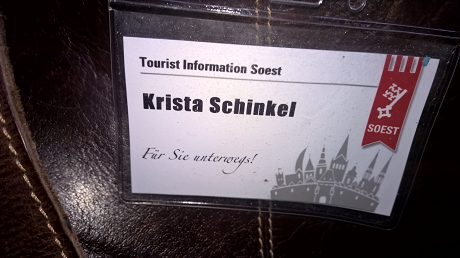 Tourist Information Soest
Krista Schinkel
SOEST
Für Sie unterwegs!